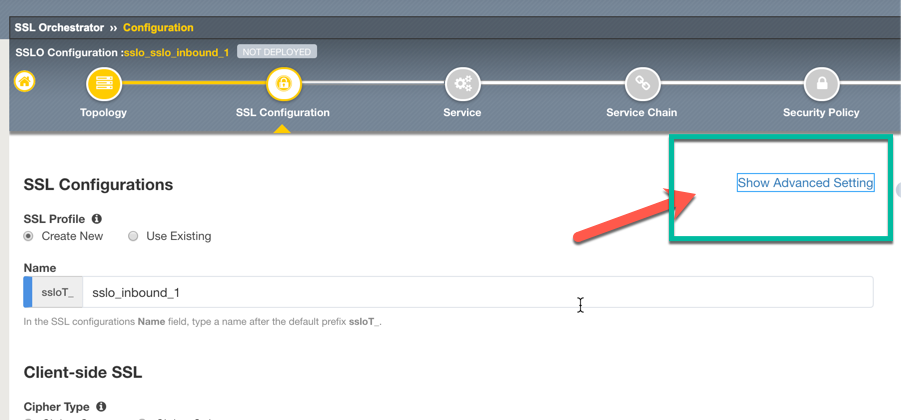 SSL Orchestrator ›› Configuration
SSLO Configuration :sslo_sslo_inbound_1 NOT DEPLOYED
Topology SSL Configuration Service Service Chain Security Policy
SSL Configurations
Show Advanced Setting
SSL Profile
Create New Use Existing
Name
ssloT_ sslo_inbound_1
In the SSL configurations Name field, type a name after the default prefix ssloT_.
Client-side SSL
Cipher Type